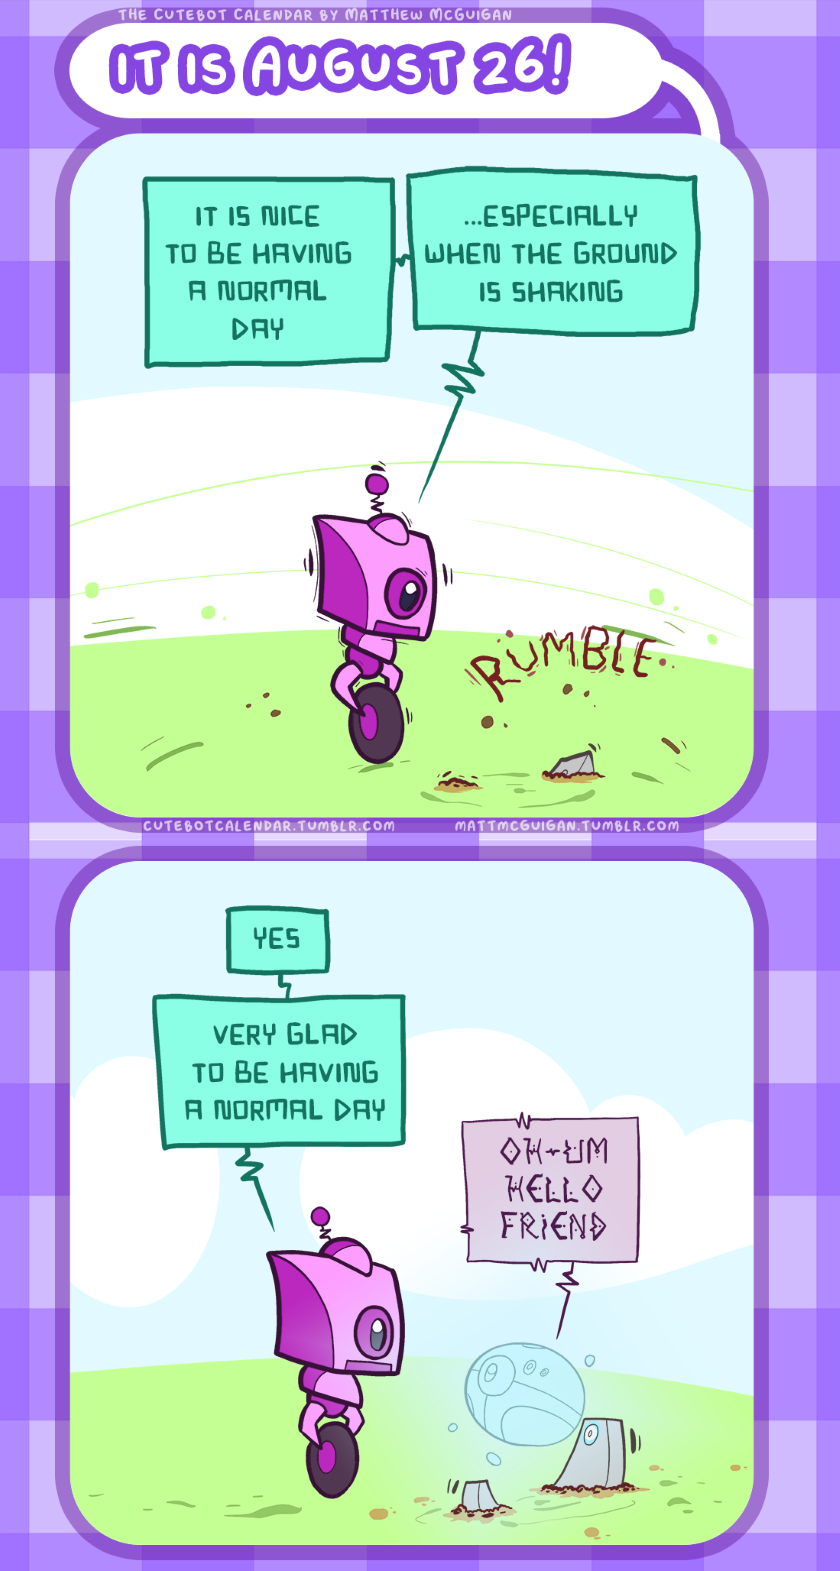 THE CUTEBOT CALENDAR BY MATTHEW MCGUIGAN
IT IS AUGUST 26!
IT IS NICE
TO BE HAVING
A NORMAL
DAY
...ESPECIALLY
WHEN THE GROUND
IS SHAKING
RUMBLE
CUTEBOTCALENDAR.TUMBLR.COM
MATTMCGUIGAN.TUMBLR.COM
YES
VERY GLAD
TO BE HAVING
A NORMAL DAY
OH-UM
HELLO
FRIEND